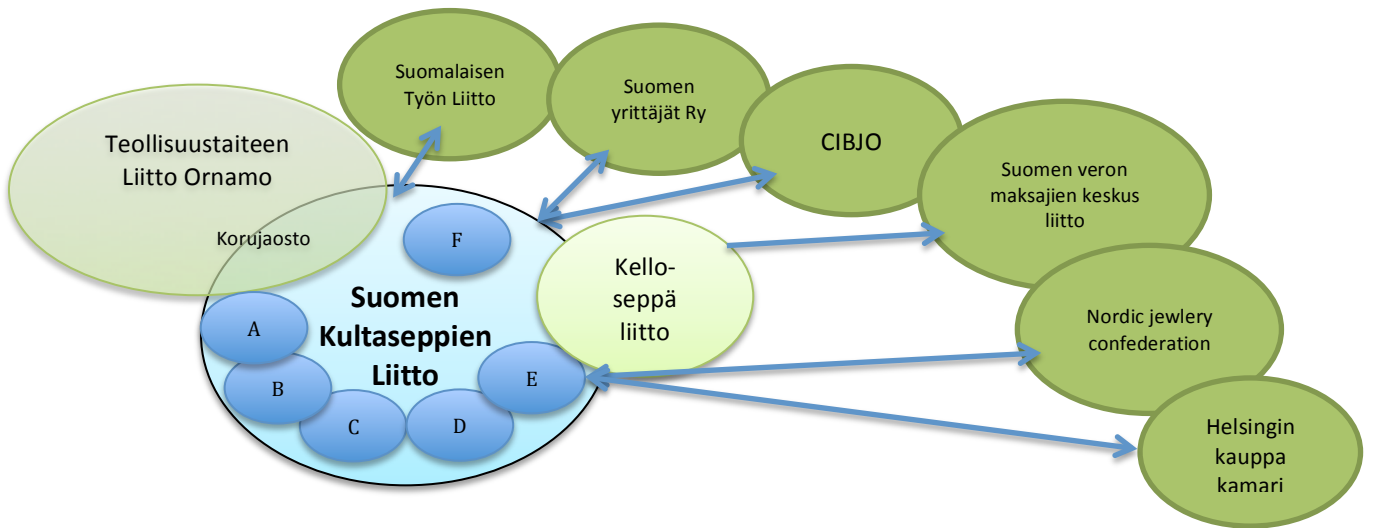 Suomalaisen
Työn Liitto
Suomen
yrittäjät Ry
CIBJO
Teollisuustaiteen
Liitto Ornamo
Suomen veron
maksajien keskus
liitto
Korujaosto
F
Kello-
seppä
liitto
Suomen
Kultaseppien
Liitto
A
B
C
D
E
Nordic jewlery
confederation
Helsingin
kauppa
kamari